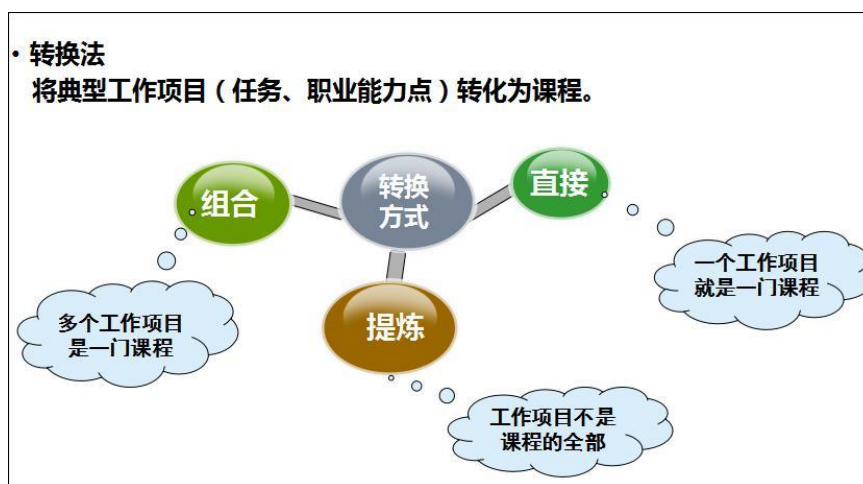 • 转换法
将典型工作项目（任务、职业能力点）转化为课程。
组合
转换
方式
直接
一个工作项目
就是一门课程
多个工作项目
是一门课程
提炼
工作项目不是
课程的全部